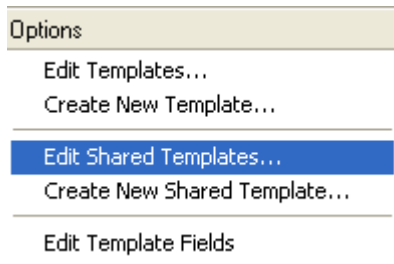 Options
Edit Templates...
Create New Template...
Edit Shared Templates...
Create New Shared Template...
Edit Template Fields